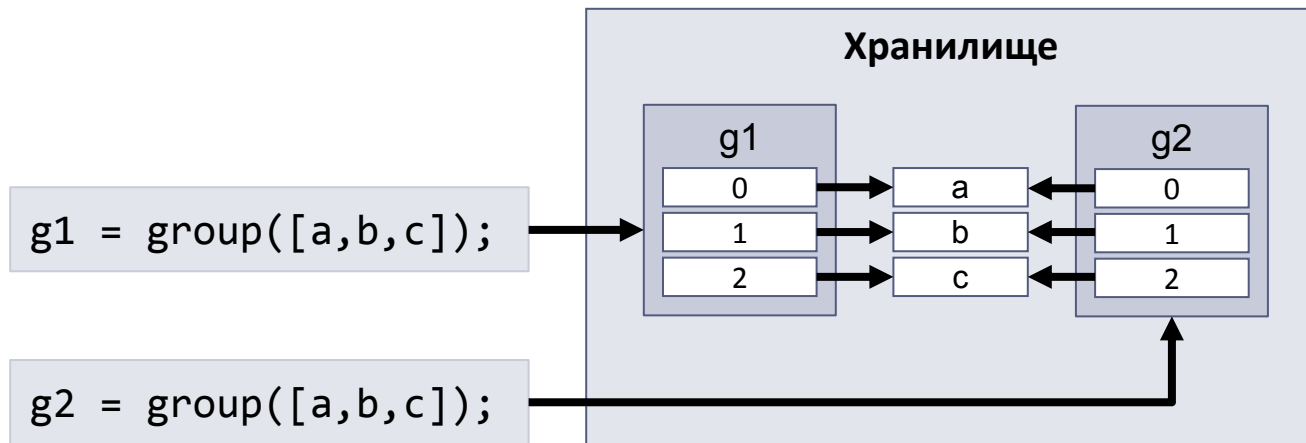 Хранилище
g1
g2
0
a
0
g1 = group([a,b,c]);
1
b
1
2
c
2
g2 = group([a,b,c]);